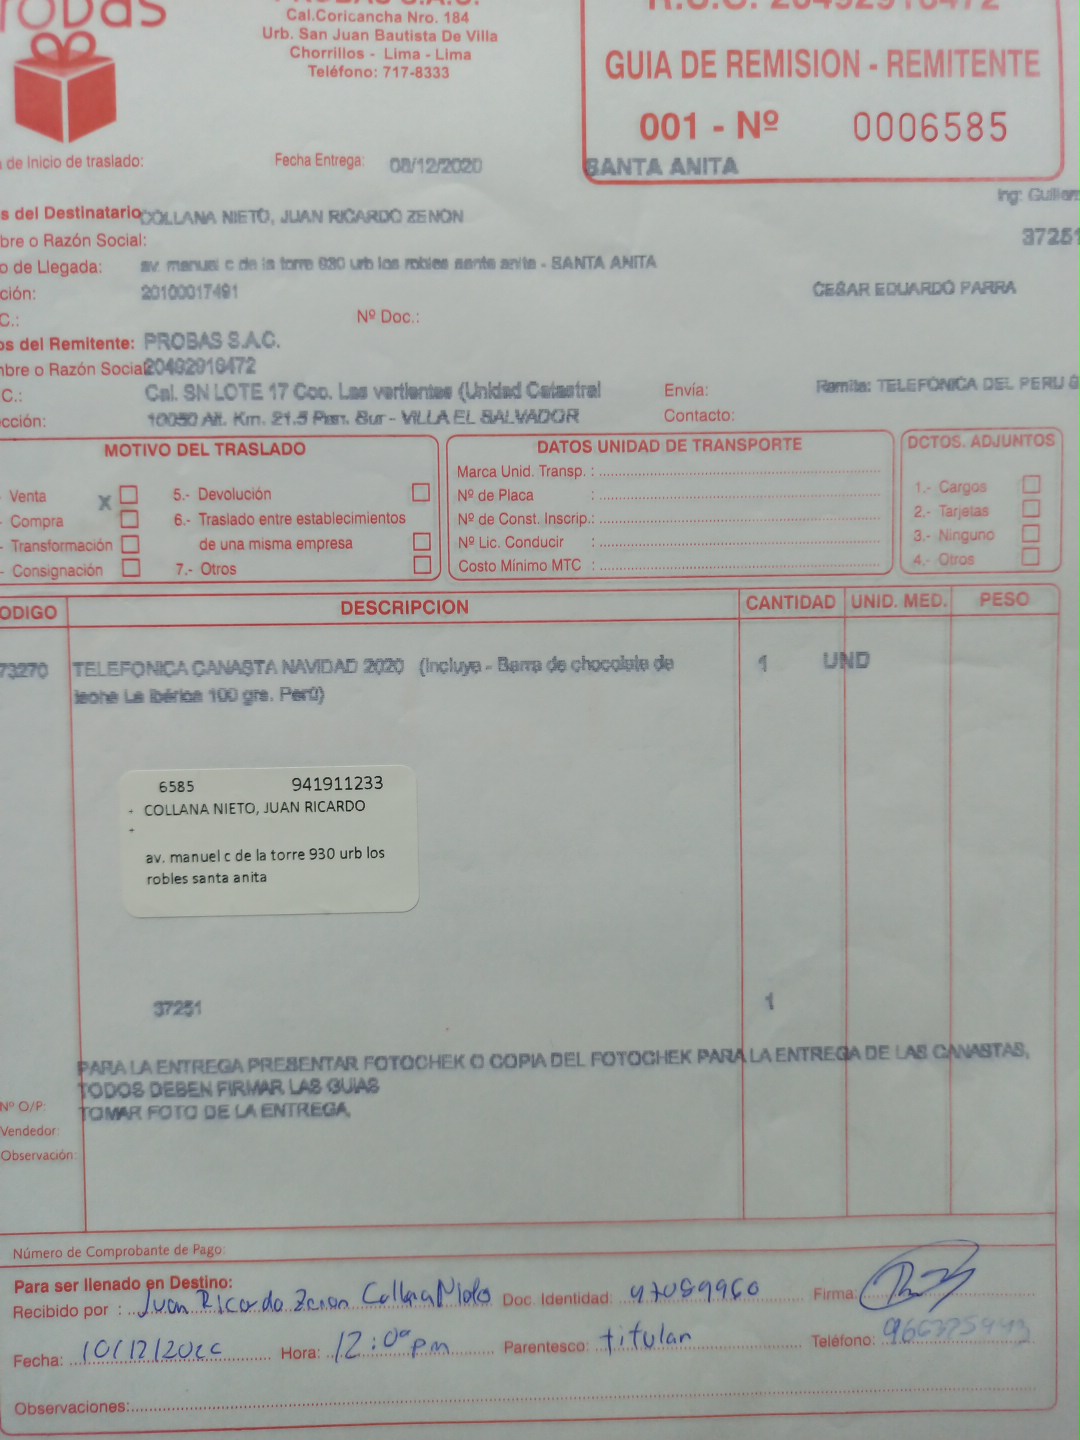 Cal.Coricancha Nro. 184
Urb. San Juan Bautista De Villa
Chorrillos - Lima - Lima
Teléfono: 717-8333
GUIA DE REMISION - REMITENTE
001 - Nº 0006585
de Inicio de traslado: Fecha Entrega: 08/12/2020 SANTA ANITA
Ing:
s del Destinatario COLLANA NIETO, JUAN RICARDO ZENON
bre o Razón Social: 37251
o de Llegada: av. manuel c de la torre 930 urb los robles santa anita - SANTA ANITA
ción: 20100017491 CESAR EDUARDO PARRA
C.: Nº Doc.:
os del Remitente: PROBAS S.A.C.
mbre o Razón Social 20492916472
C.: Cal. SN LOTE 17 Coo. Las vertientes (Unidad Catastral Envía: Remite: TELEFONICA DEL PERU S
ección: 10050 Alt. Km. 21.5 Pan. Sur - VILLA EL SALVADOR Contacto:
MOTIVO DEL TRASLADO
- Venta X
- Compra
- Transformación
- Consignación
5.- Devolución
6.- Traslado entre establecimientos
de una misma empresa
7.- Otros
DATOS UNIDAD DE TRANSPORTE
Marca Unid. Transp. :
Nº de Placa :
Nº de Const. Inscrip.:
Nº Lic. Conducir :
Costo Mínimo MTC :
DCTOS. ADJUNTOS
1.- Cargos
2.- Tarjetas
3.- Ninguno
4.- Otros
ODIGO DESCRIPCION CANTIDAD UNID. MED. PESO
73270 TELEFONICA CANASTA NAVIDAD 2020 (Incluye - Barra de chocolate de 1 UND
leche La Ibérica 100 grs. Perú)
6585 941911233
- COLLANA NIETO, JUAN RICARDO
-
av. manuel c de la torre 930 urb los
robles santa anita
37251 1
PARA LA ENTREGA PRESENTAR FOTOCHEK O COPIA DEL FOTOCHEK PARA LA ENTREGA DE LAS CANASTAS,
TODOS DEBEN FIRMAR LAS GUIAS
TOMAR FOTO DE LA ENTREGA.
Nº O/P:
Vendedor:
Observación:
Número de Comprobante de Pago:
Para ser llenado en Destino:
Recibido por : Juan Ricardo Zenon Collana Nieto Doc. Identidad: Firma:
Fecha: Hora: 12:00 pm Parentesco: titular Teléfono:
Observaciones: